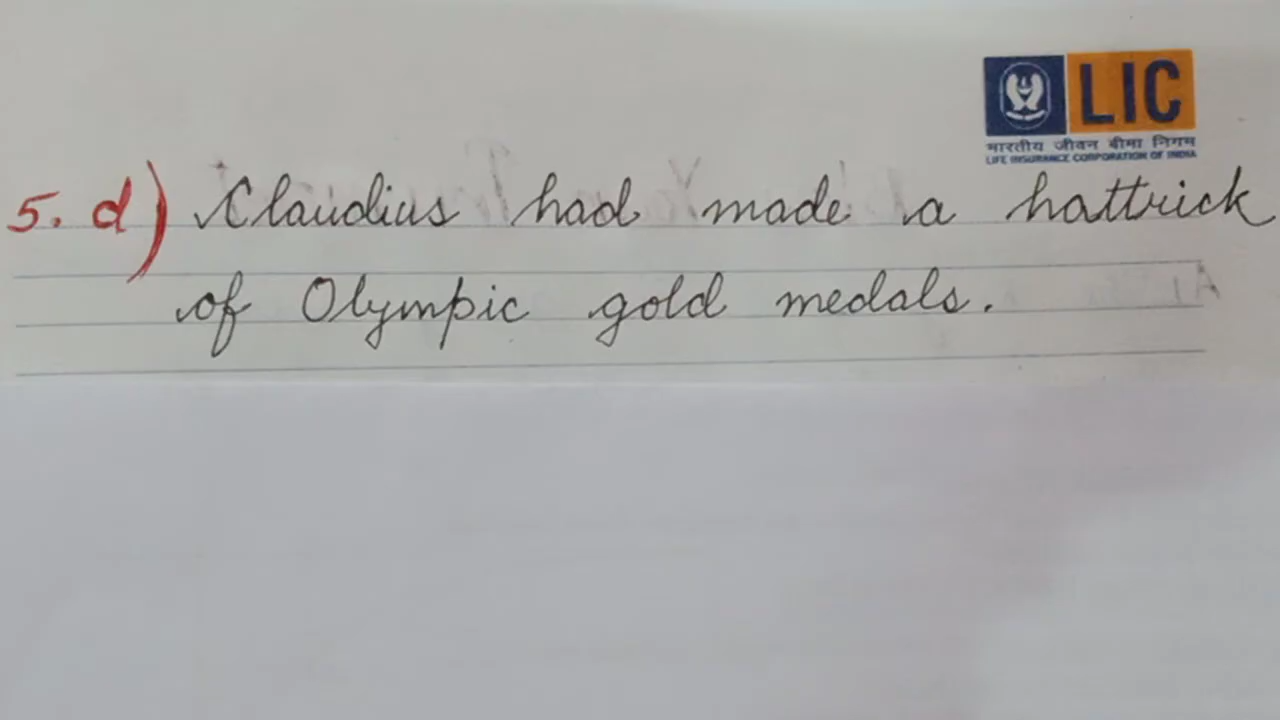 LIC
भारतीय जीवन बीमा निगम
LIFE INSURANCE CORPORATION OF INDIA
5. d) Claudius had made a hattrick
of Olympic gold medals.